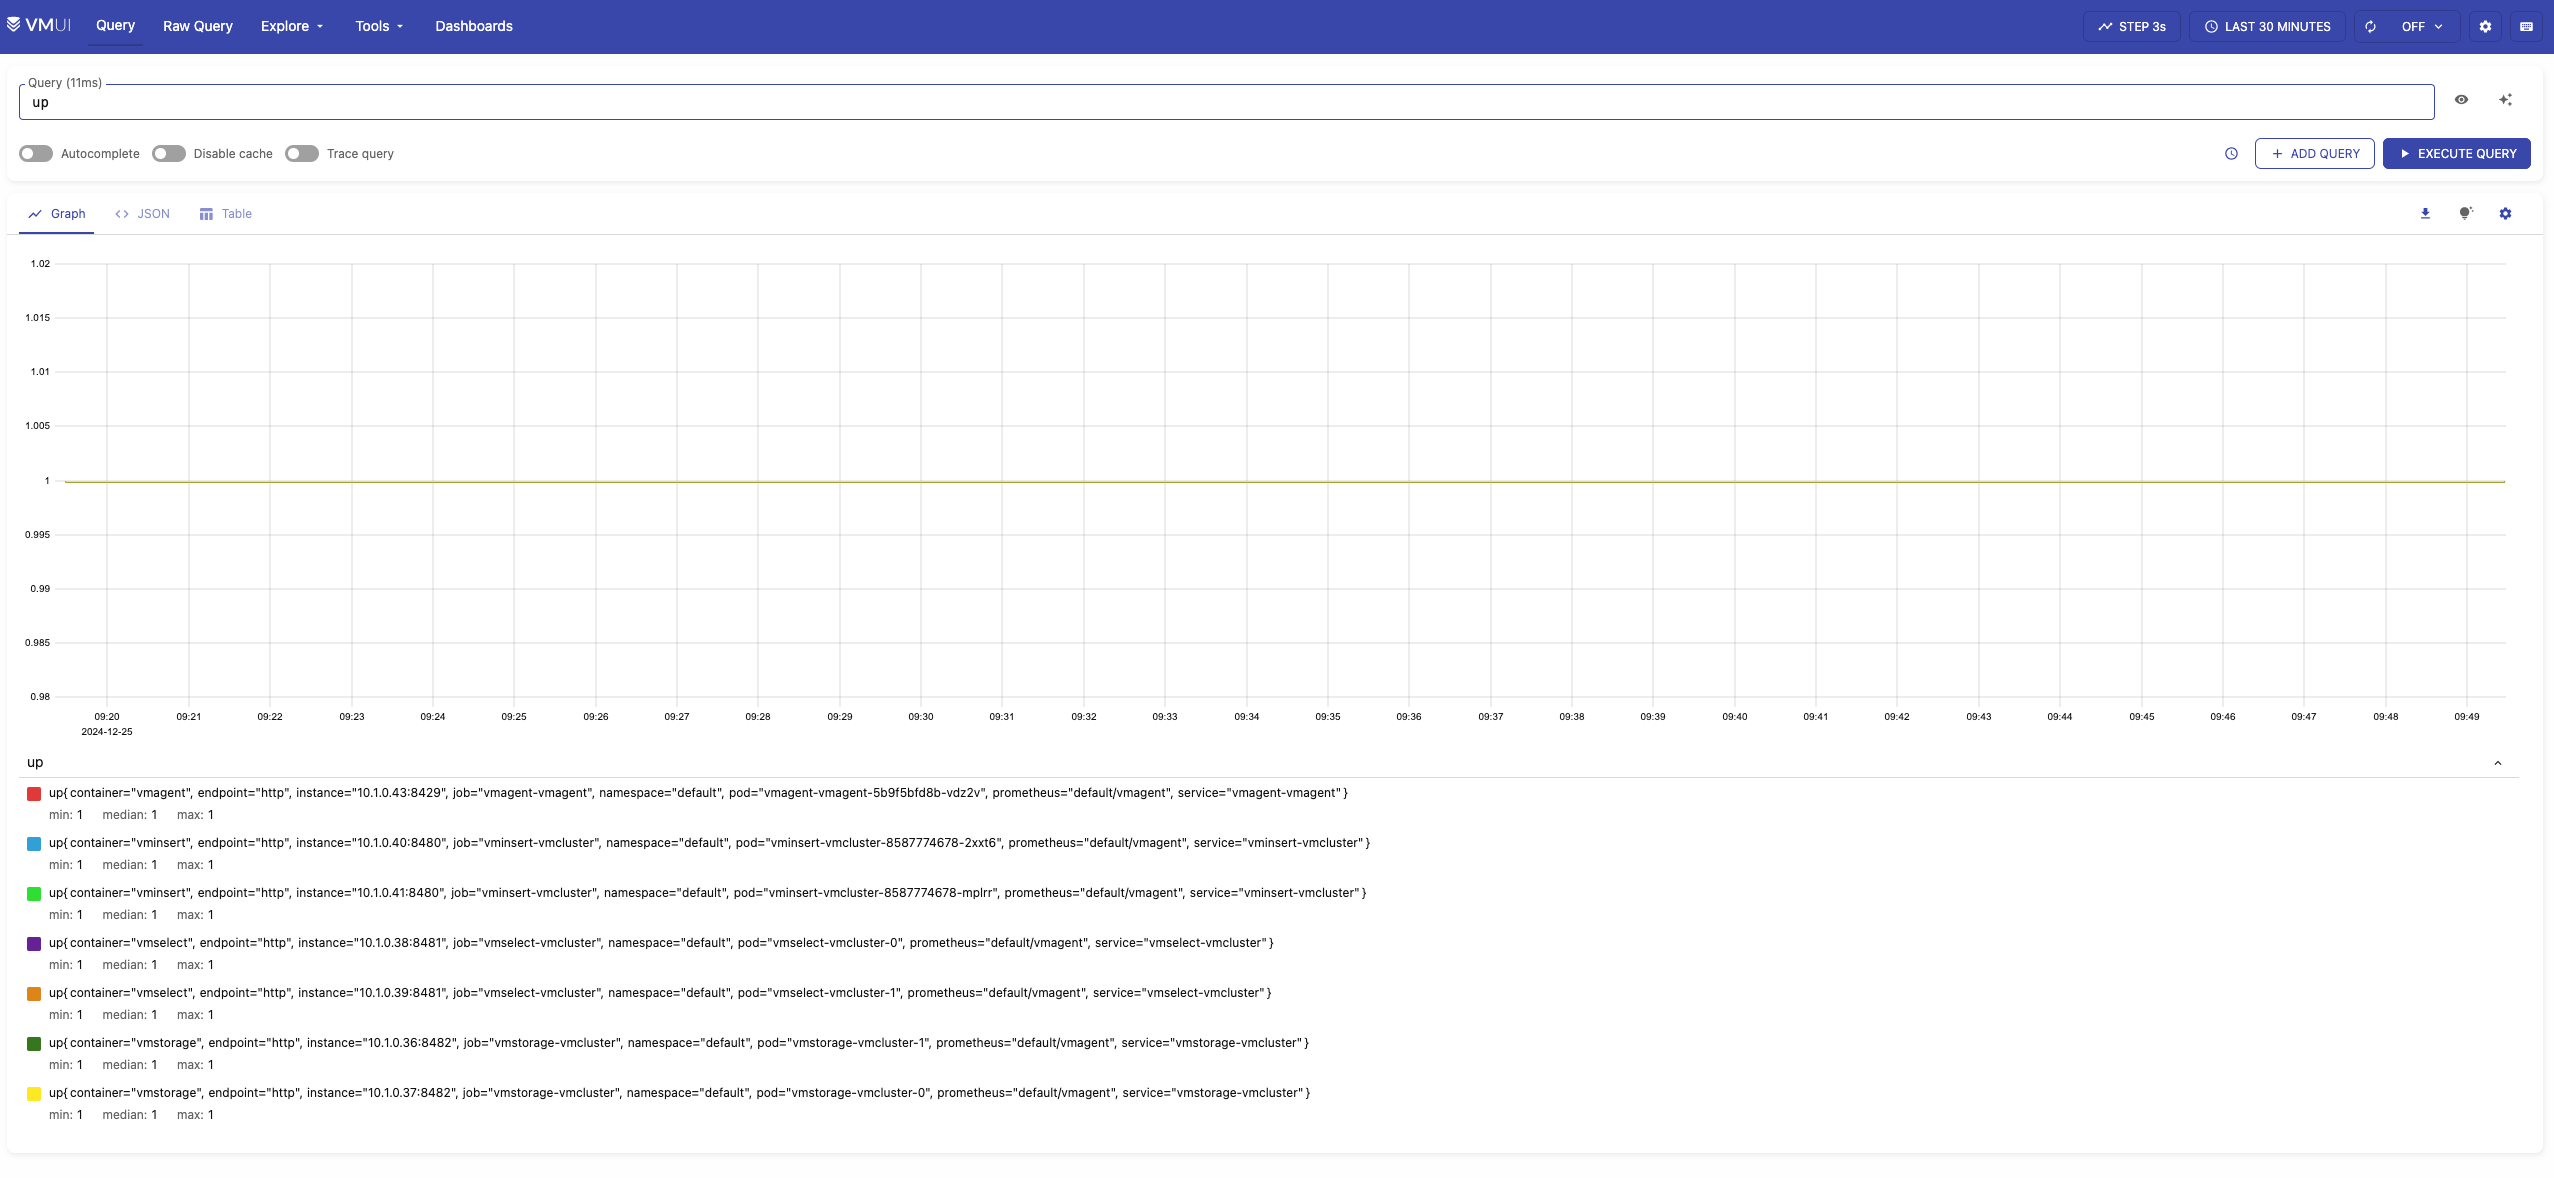 VMUI Query Raw Query Explore Tools Dashboards STEP 3s LAST 30 MINUTES OFF
Query (11ms)
up
Autocomplete Disable cache Trace query ADD QUERY EXECUTE QUERY
Graph JSON Table
1.02
1.015
1.01
1.005
1
0.995
0.99
0.985
0.98
09:20 09:21 09:22 09:23 09:24 09:25 09:26 09:27 09:28 09:29 09:30 09:31 09:32 09:33 09:34 09:35 09:36 09:37 09:38 09:39 09:40 09:41 09:42 09:43 09:44 09:45 09:46 09:47 09:48 09:49
2024-12-25
up
up{container="vmagent", endpoint="http", instance="10.1.0.43:8429", job="vmagent-vmagent", namespace="default", pod="vmagent-vmagent-5b9f5bfd8b-vdz2v", prometheus="default/vmagent", service="vmagent-vmagent"}
min: 1 median: 1 max: 1
up{container="vminsert", endpoint="http", instance="10.1.0.40:8480", job="vminsert-vmcluster", namespace="default", pod="vminsert-vmcluster-8587774678-2xxt6", prometheus="default/vmagent", service="vminsert-vmcluster"}
min: 1 median: 1 max: 1
up{container="vminsert", endpoint="http", instance="10.1.0.41:8480", job="vminsert-vmcluster", namespace="default", pod="vminsert-vmcluster-8587774678-mplrr", prometheus="default/vmagent", service="vminsert-vmcluster"}
min: 1 median: 1 max: 1
up{container="vmselect", endpoint="http", instance="10.1.0.38:8481", job="vmselect-vmcluster", namespace="default", pod="vmselect-vmcluster-0", prometheus="default/vmagent", service="vmselect-vmcluster"}
min: 1 median: 1 max: 1
up{container="vmselect", endpoint="http", instance="10.1.0.39:8481", job="vmselect-vmcluster", namespace="default", pod="vmselect-vmcluster-1", prometheus="default/vmagent", service="vmselect-vmcluster"}
min: 1 median: 1 max: 1
up{container="vmstorage", endpoint="http", instance="10.1.0.36:8482", job="vmstorage-vmcluster", namespace="default", pod="vmstorage-vmcluster-1", prometheus="default/vmagent", service="vmstorage-vmcluster"}
min: 1 median: 1 max: 1
up{container="vmstorage", endpoint="http", instance="10.1.0.37:8482", job="vmstorage-vmcluster", namespace="default", pod="vmstorage-vmcluster-0", prometheus="default/vmagent", service="vmstorage-vmcluster"}
min: 1 median: 1 max: 1